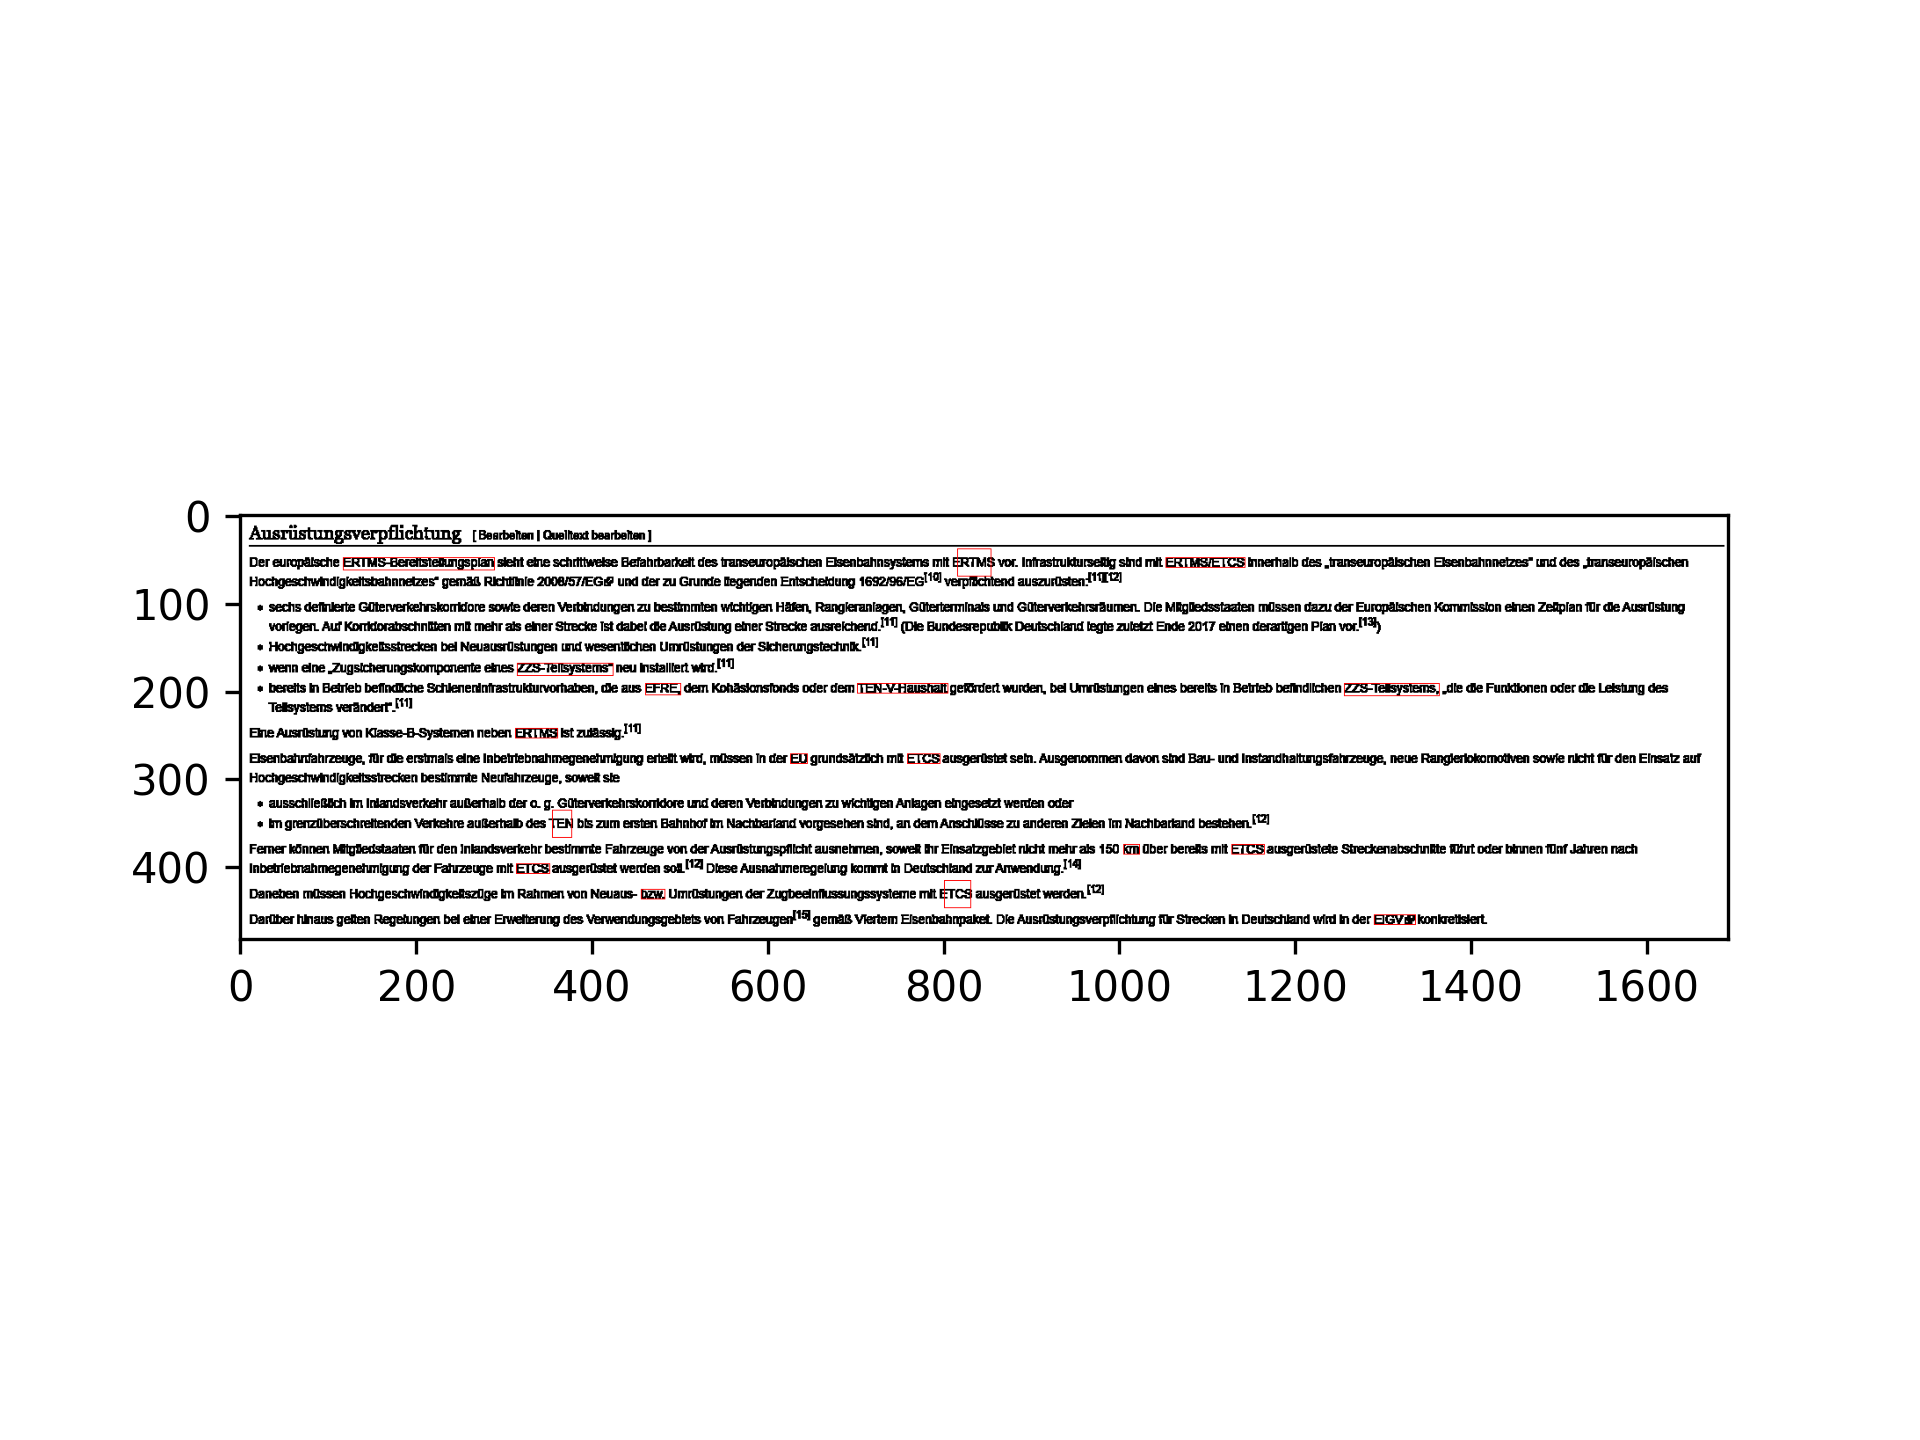 0
Ausrüstungsverpflichtung [ Bearbeiten | Quelltext bearbeiten ]
Der europäische ERTMS-Bereitstellungsplan sieht eine schrittweise Befahrbarkeit des transeuropäischen Eisenbahnsystems mit ERTMS vor. Infrastrukturseitig sind mit ERTMS/ETCS innerhalb des „transeuropäischen Eisenbahnnetzes“ und des „transeuropäischen
Hochgeschwindigkeitsbahnnetzes“ gemäß Richtlinie 2008/57/EG und der zu Grunde liegenden Entscheidung 1692/96/EG[10] verpflichtend auszurüsten:[11][12]
100
• sechs definierte Güterverkehrskorridore sowie deren Verbindungen zu bestimmten wichtigen Häfen, Rangieranlagen, Güterterminals und Güterverkehrsräumen. Die Mitgliedsstaaten müssen dazu der Europäischen Kommission einen Zeitplan für die Ausrüstung
vorlegen. Auf Korridorabschnitten mit mehr als einer Strecke ist dabei die Ausrüstung einer Strecke ausreichend.[11] (Die Bundesrepublik Deutschland legte zuletzt Ende 2017 einen derartigen Plan vor.[13])
• Hochgeschwindigkeitsstrecken bei Neuausrüstungen und wesentlichen Umrüstungen der Sicherungstechnik.[11]
• wenn eine „Zugsicherungskomponente eines ZZS-Teilsystems“ neu installiert wird.[11]
200
• bereits in Betrieb befindliche Schieneninfrastrukturvorhaben, die aus EFRE, dem Kohäsionsfonds oder dem TEN-V-Haushalt gefördert wurden, bei Umrüstungen eines bereits in Betrieb befindlichen ZZS-Teilsystems, „die die Funktionen oder die Leistung des
Teilsystems verändert“.[11]
Eine Ausrüstung von Klasse-B-Systemen neben ERTMS ist zulässig.[11]
Eisenbahnfahrzeuge, für die erstmals eine Inbetriebnahmegenehmigung erteilt wird, müssen in der EU grundsätzlich mit ETCS ausgerüstet sein. Ausgenommen davon sind Bau- und Instandhaltungsfahrzeuge, neue Rangierlokomotiven sowie nicht für den Einsatz auf
300
Hochgeschwindigkeitsstrecken bestimmte Neufahrzeuge, soweit sie
• ausschließlich im Inlandsverkehr außerhalb der o. g. Güterverkehrskorridore und deren Verbindungen zu wichtigen Anlagen eingesetzt werden oder
• im grenzüberschreitenden Verkehre außerhalb des TEN bis zum ersten Bahnhof im Nachbarland vorgesehen sind, an dem Anschlüsse zu anderen Zielen im Nachbarland bestehen.[12]
Ferner können Mitgliedstaaten für den Inlandsverkehr bestimmte Fahrzeuge von der Ausrüstungspflicht ausnehmen, soweit ihr Einsatzgebiet nicht mehr als 150 km über bereits mit ETCS ausgerüstete Streckenabschnitte führt oder binnen fünf Jahren nach
400
Inbetriebnahmegenehmigung der Fahrzeuge mit ETCS ausgerüstet werden soll.[12] Diese Ausnahmeregelung kommt in Deutschland zur Anwendung.[14]
Daneben müssen Hochgeschwindigkeitszüge im Rahmen von Neuaus- bzw. Umrüstungen der Zugbeeinflussungssysteme mit ETCS ausgerüstet werden.[12]
Darüber hinaus gelten Regelungen bei einer Erweiterung des Verwendungsgebiets von Fahrzeugen[15] gemäß Viertem Eisenbahnpaket. Die Ausrüstungsverpflichtung für Strecken in Deutschland wird in der EIGV konkretisiert.
0 200 400 600 800 1000 1200 1400 1600